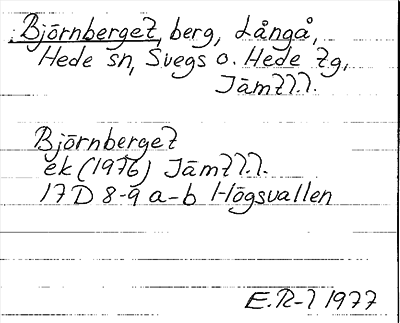 Björnberget, berg, Långå,
Hede sn, Svegs o. Hede tg,
Jämtl.l.
Björnberget
ek (1976) Jämtl.l.
17D 8-9 a-b Högsvallen
E.R-l 1977